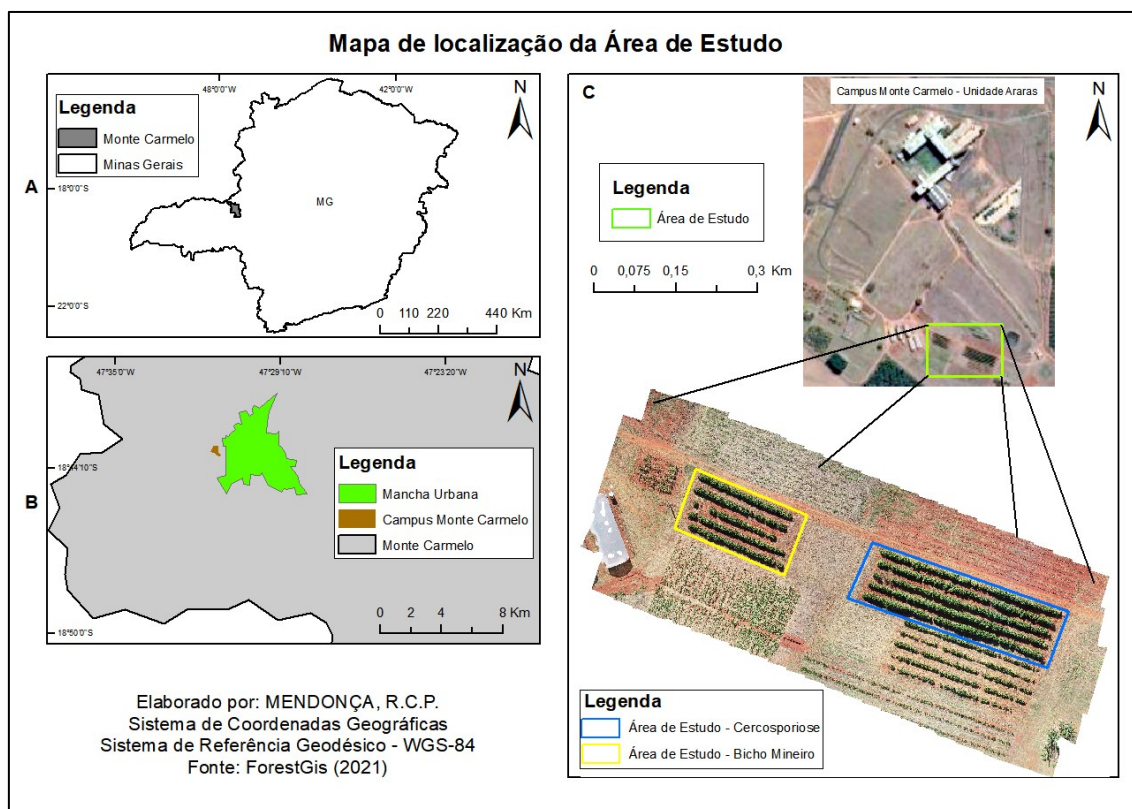 Mapa de localização da Área de Estudo
A
48°0'0"W
42°0'0"W
N
Legenda
Monte Carmelo
Minas Gerais
18°0'0"S
MG
22°0'0"S
0 110 220 440 Km
B
47°35'0"W
47°29'10"W
47°23'20"W
N
18°44'10"S
Legenda
Mancha Urbana
Campus Monte Carmelo
Monte Carmelo
0 2 4 8 Km
18°50'0"S
Elaborado por: MENDONÇA, R.C.P.
Sistema de Coordenadas Geográficas
Sistema de Referência Geodésico - WGS-84
Fonte: ForestGis (2021)
C
Campus Monte Carmelo - Unidade Araras
N
Legenda
Área de Estudo
0 0,075 0,15 0,3 Km
Legenda
Área de Estudo - Cercosporiose
Área de Estudo - Bicho Mineiro